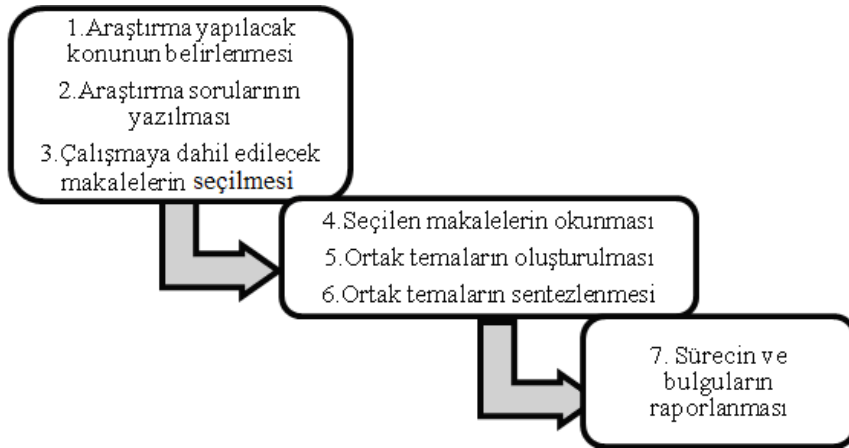 1.Araştırma yapılacak
konunun belirlenmesi
2.Araştırma sorularının
yazılması
3.Çalışmaya dahil edilecek
makalelerin seçilmesi
4.Seçilen makalelerin okunması
5.Ortak temaların oluşturulması
6.Ortak temaların sentezlenmesi
7. Sürecin ve
bulguların
raporlanması